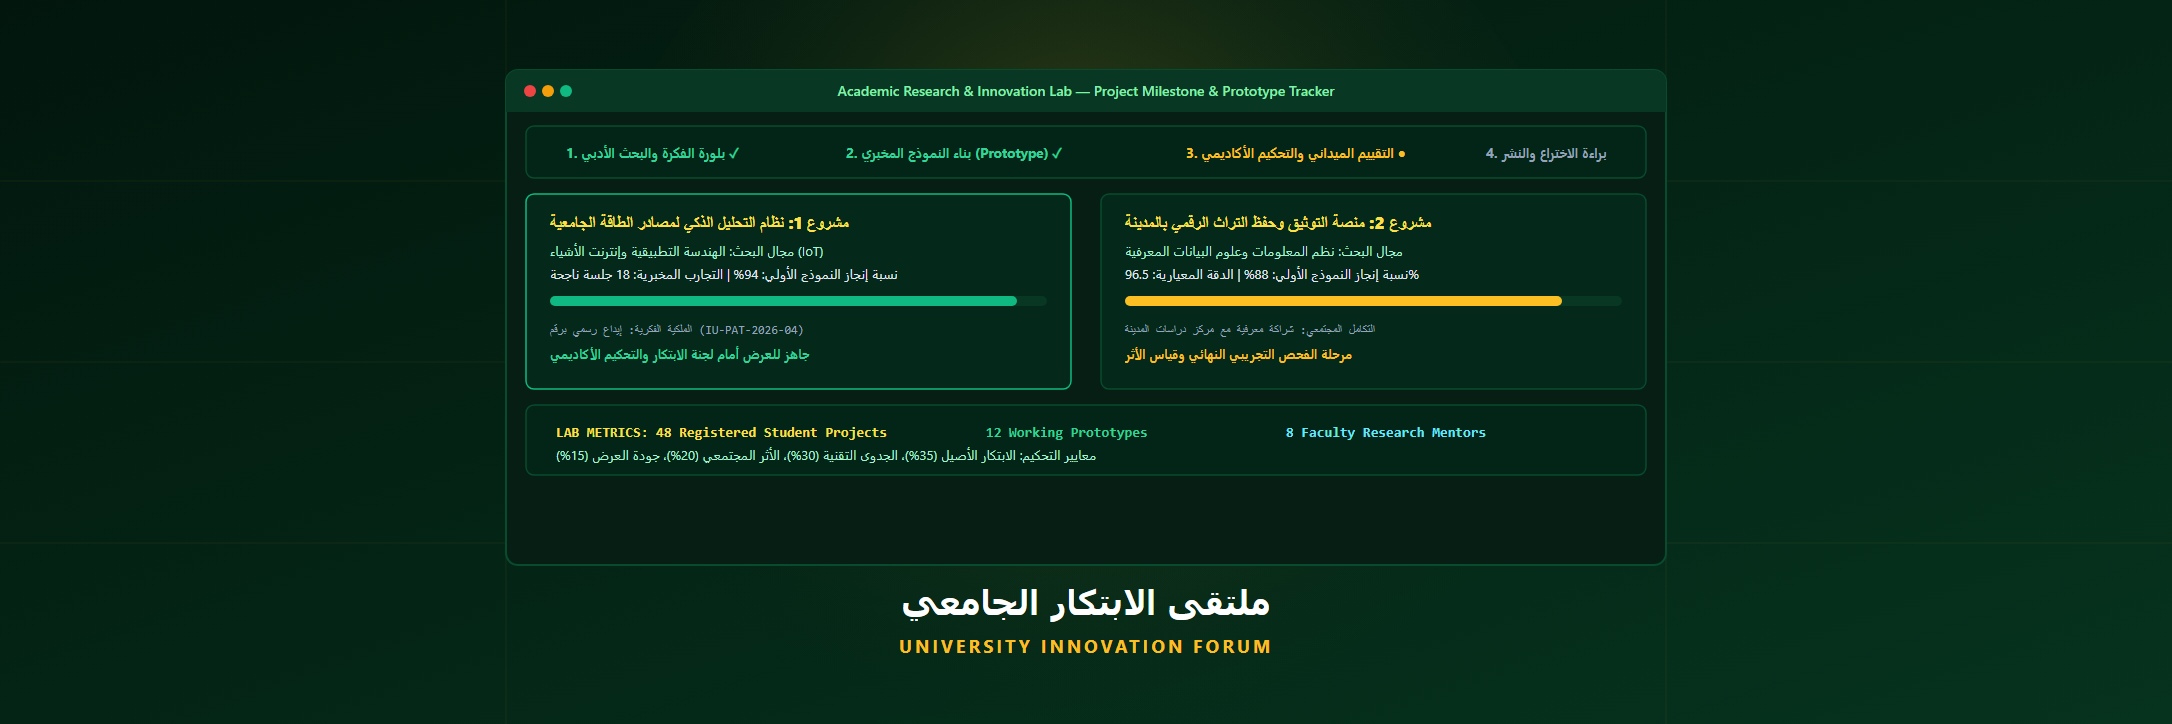 Academic Research & Innovation Lab — Project Milestone & Prototype Tracker
1. بلورة الفكرة والبحث الأدبي ✓
2. بناء النموذج المخبري (Prototype) ✓
3. التقييم الميداني والتحكيم الأكاديمي ●
4. براءة الاختراع والنشر
مشروع 1: نظام التحليل الذكي لمصادر الطاقة الجامعية
مجال البحث: الهندسة التطبيقية وإنترنت الأشياء (IoT)
نسبة إنجاز النموذج الأولي: 94% | التجارب المخبرية: 18 جلسة ناجحة
الملكية الفكرية: إيداع رسمي برقم (IU-PAT-2026-04)
جاهز للعرض أمام لجنة الابتكار والتحكيم الأكاديمي
مشروع 2: منصة التوثيق وحفظ التراث الرقمي بالمدينة
مجال البحث: نظم المعلومات وعلوم البيانات المعرفية
نسبة إنجاز النموذج الأولي: 88% | الدقة المعيارية: 96.5%
التكامل المجتمعي: شراكة معرفية مع مركز دراسات المدينة
مرحلة الفحص التجريبي النهائي وقياس الأثر
LAB METRICS: 48 Registered Student Projects
12 Working Prototypes
8 Faculty Research Mentors
معايير التحكيم: الابتكار الأصيل (35%)، الجدوى التقنية (30%)، الأثر المجتمعي (20%)، جودة العرض (15%)
ملتقى الابتكار الجامعي
UNIVERSITY INNOVATION FORUM